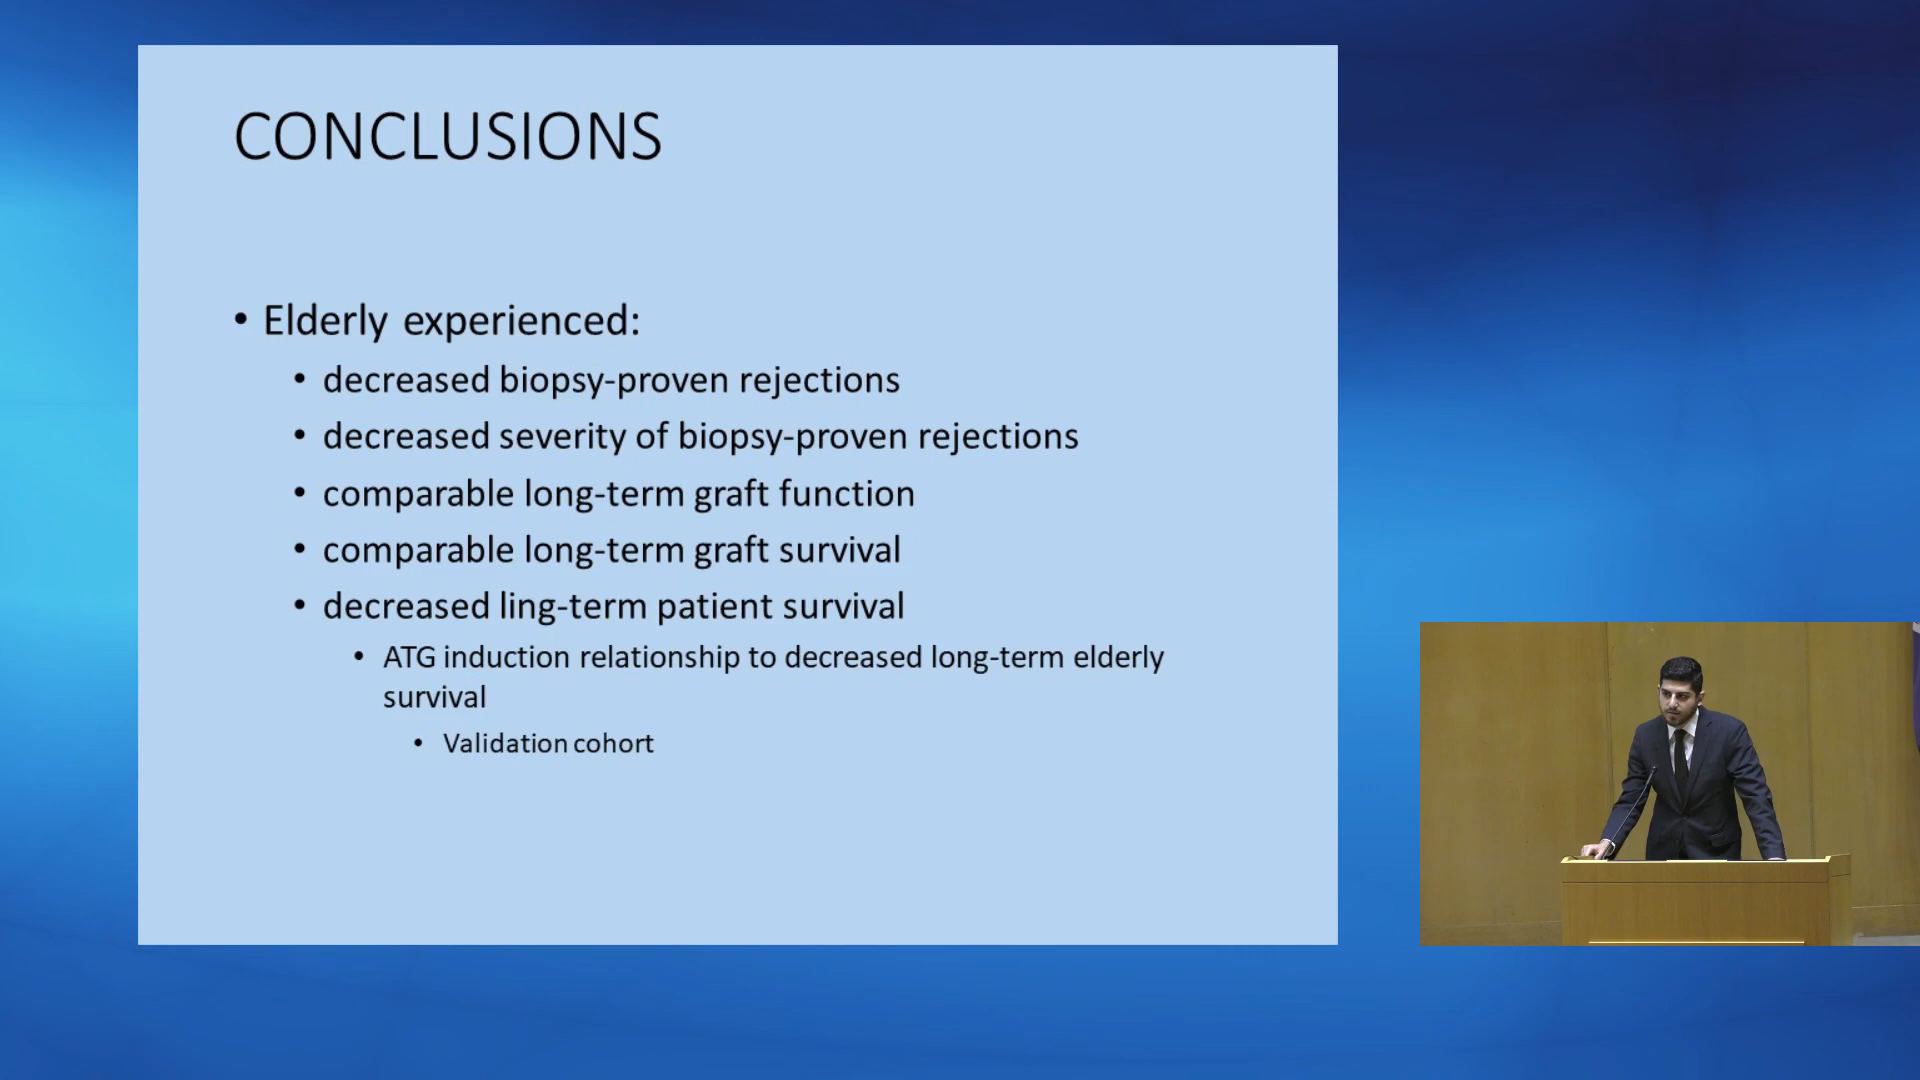 CONCLUSIONS
• Elderly experienced:
• decreased biopsy-proven rejections
• decreased severity of biopsy-proven rejections
• comparable long-term graft function
• comparable long-term graft survival
• decreased ling-term patient survival
• ATG induction relationship to decreased long-term elderly
survival
• Validation cohort